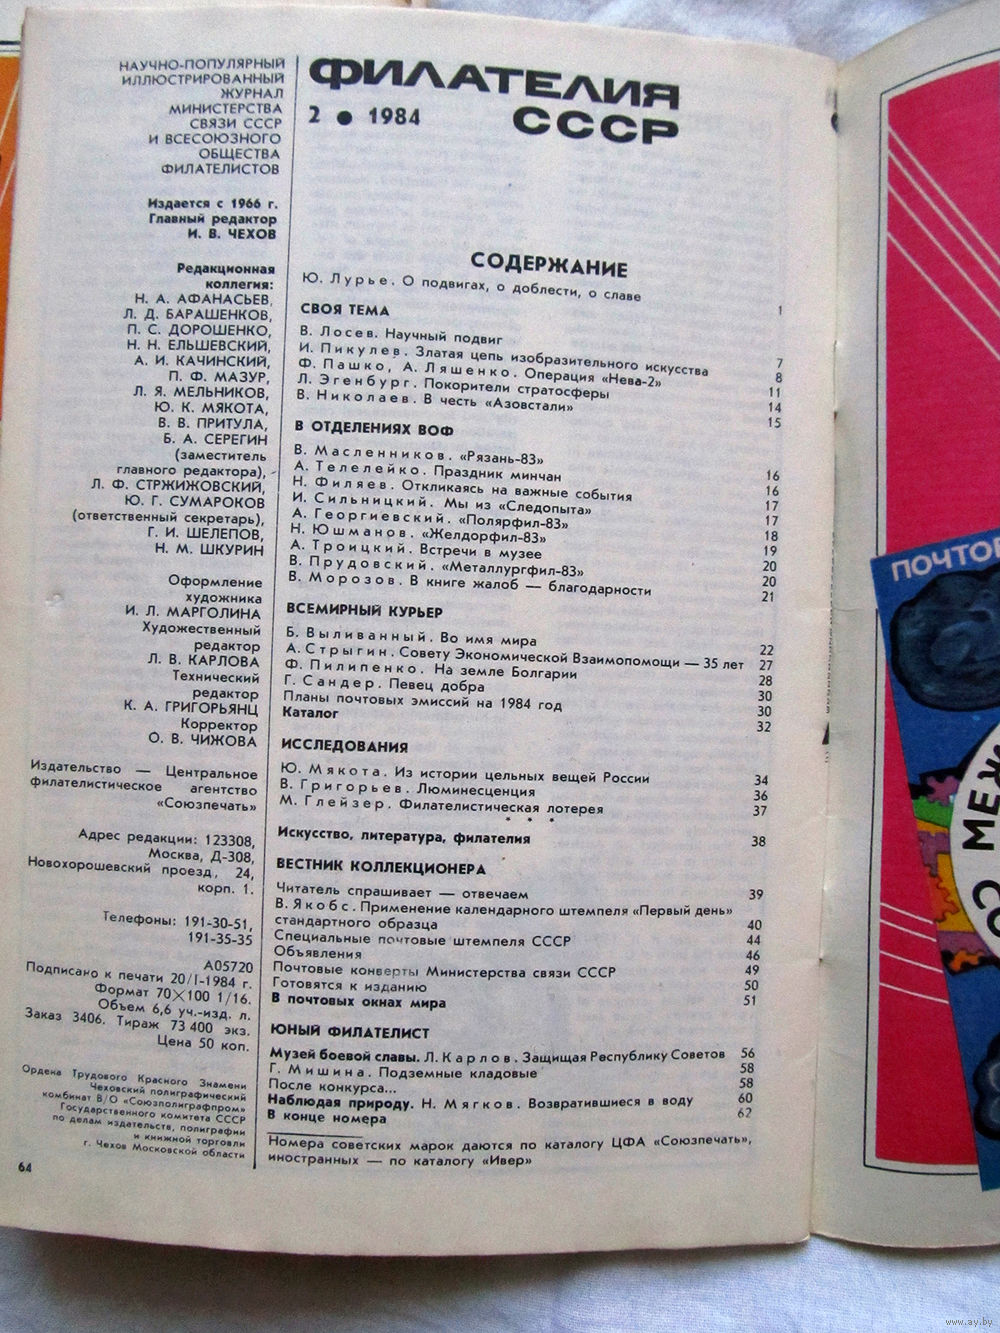 НАУЧНО-ПОПУЛЯРНЫЙ
ИЛЛЮСТРИРОВАННЫЙ
ЖУРНАЛ
МИНИСТЕРСТВА
СВЯЗИ СССР
И ВСЕСОЮЗНОГО
ОБЩЕСТВА
ФИЛАТЕЛИСТОВ
Издается с 1966 г.
Главный редактор
И. В. ЧЕХОВ
Редакционная
коллегия:
Н. А. АФАНАСЬЕВ,
Л. Д. БАРАШЕНКОВ,
П. С. ДОРОШЕНКО,
Н. Н. ЕЛЬШЕВСКИЙ,
А. И. КАЧИНСКИЙ,
П. Ф. МАЗУР,
Л. Я. МЕЛЬНИКОВ,
Ю. К. МЯКОТА,
В. В. ПРИТУЛА,
Б. А. СЕРЕГИН
(заместитель
главного редактора),
Л. Ф. СТРЖИЖОВСКИЙ,
Ю. Г. СУМАРОКОВ
(ответственный секретарь),
Г. И. ШЕЛЕПОВ,
Н. М. ШКУРИН
Оформление
художника
И. Л. МАРГОЛИНА
Художественный
редактор
Л. В. КАРЛОВА
Технический
редактор
К. А. ГРИГОРЬЯНЦ
Корректор
О. В. ЧИЖОВА
Издательство — Центральное
филателистическое агентство
«Союзпечать»
Адрес редакции: 123308,
Москва, Д-308,
Новохорошевский проезд, 24,
корп. 1.
Телефоны: 191-30-51,
191-35-35
А05720
Подписано к печати 20/I-1984 г.
Формат 70×100 1/16.
Объем 6,6 уч.-изд. л.
Заказ 3406. Тираж 73 400 экз.
Цена 50 коп.
Ордена Трудового Красного Знамени
Чеховский полиграфический
комбинат В/О «Союзполиграфпром»
Государственного комитета СССР
по делам издательств, полиграфии
и книжной торговли
г. Чехов Московской области
64
ФИЛАТЕЛИЯ
СССР
2 ● 1984
СОДЕРЖАНИЕ
Ю. Лурье. О подвигах, о доблести, о славе 1
СВОЯ ТЕМА
В. Лосев. Научный подвиг 7
И. Пикулев. Златая цепь изобразительного искусства 8
Ф. Пашко, А. Ляшенко. Операция «Нева-2» 11
Л. Эгенбург. Покорители стратосферы 14
В. Николаев. В честь «Азовстали» 15
В ОТДЕЛЕНИЯХ ВОФ
В. Масленников. «Рязань-83» 16
А. Телелейко. Праздник минчан 16
Н. Филяев. Откликаясь на важные события 17
И. Сильницкий. Мы из «Следопыта» 17
А. Георгиевский. «Полярфил-83» 18
Н. Юшманов. «Желдорфил-83» 19
А. Троицкий. Встречи в музее 20
В. Прудовский. «Металлургфил-83» 20
В. Морозов. В книге жалоб — благодарности 21
ВСЕМИРНЫЙ КУРЬЕР
Б. Выливанный. Во имя мира 22
А. Стрыгин. Совету Экономической Взаимопомощи — 35 лет 27
Ф. Пилипенко. На земле Болгарии 28
Г. Сандер. Певец добра 30
Планы почтовых эмиссий на 1984 год 30
Каталог 32
ИССЛЕДОВАНИЯ
Ю. Мякота. Из истории цельных вещей России 34
В. Григорьев. Люминесценция 36
М. Глейзер. Филателистическая лотерея 37
* * *
Искусство, литература, филателия 38
ВЕСТНИК КОЛЛЕКЦИОНЕРА
Читатель спрашивает — отвечаем 39
В. Якобс. Применение календарного штемпеля «Первый день»
стандартного образца 40
Специальные почтовые штемпеля СССР 44
Объявления 46
Почтовые конверты Министерства связи СССР 49
Готовятся к изданию 50
В почтовых окнах мира 51
ЮНЫЙ ФИЛАТЕЛИСТ
Музей боевой славы. Л. Карлов. Защищая Республику Советов 56
Г. Мишина. Подземные кладовые 58
После конкурса... 58
Наблюдая природу. Н. Мягков. Возвратившиеся в воду 60
В конце номера 62
Номера советских марок даются по каталогу ЦФА «Союзпечать»,
иностранных — по каталогу «Ивер»
ПОЧТОВ
МЕЖ
www.ay.by